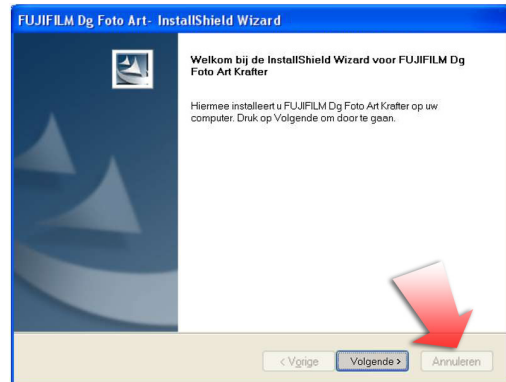 FUJIFILM Dg Foto Art- InstallShield Wizard
Welkom bij de InstallShield Wizard voor FUJIFILM Dg
Foto Art Krafter
Hiermee installeert u FUJIFILM Dg Foto Art Krafter op uw
computer. Druk op Volgende om door te gaan.
< Vorige Volgende > Annuleren